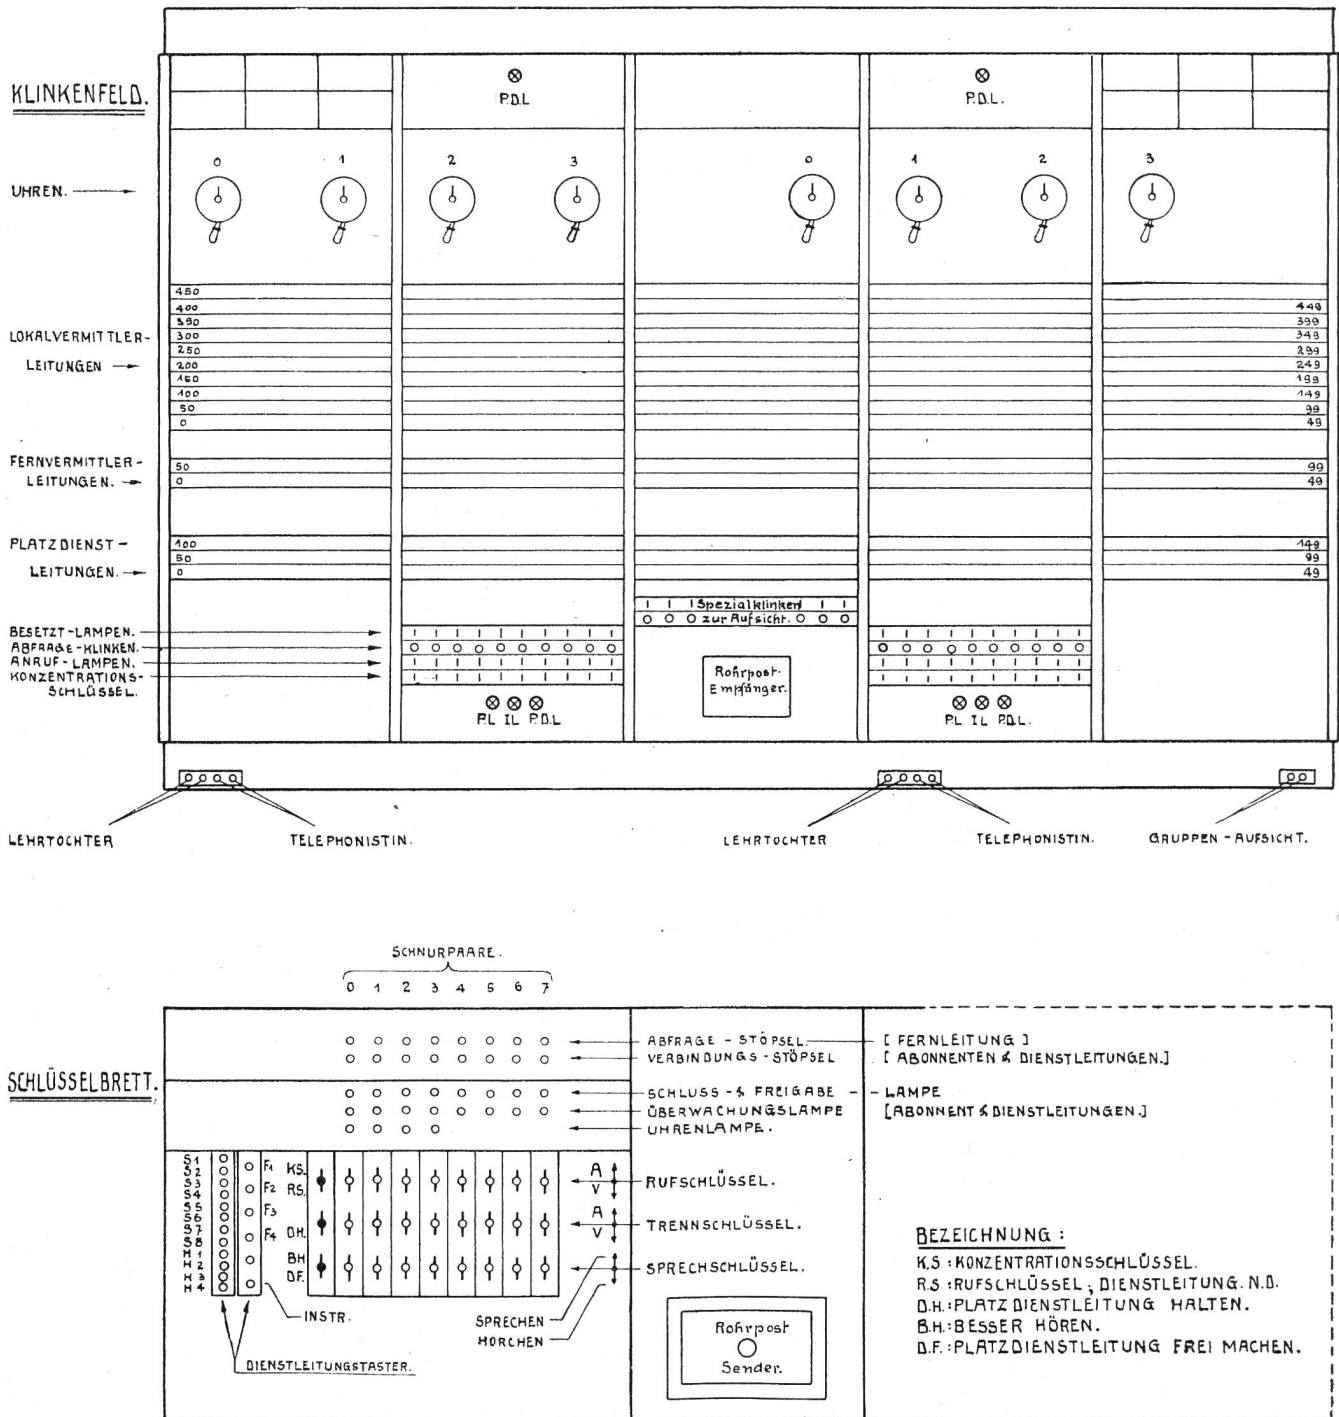 KLINKENFELD.
P.D.L
P.D.L.
UHREN.
0 1 2 3 0 1 2 3
LOKALVERMITTLER-
LEITUNGEN
450
400 449
350 399
300 349
250 299
200 249
150 199
100 149
50 99
0 49
FERNVERMITTLER-
LEITUNGEN.
50 99
0 49
PLATZDIENST-
LEITUNGEN.
100 149
50 99
0 49
Spezialklinken
zur Aufsicht.
BESETZT-LAMPEN.
ABFRAGE-KLINKEN.
ANRUF-LAMPEN.
KONZENTRATIONS-
SCHLÜSSEL.
Rohrpost-
Empfänger.
P.L IL P.D.L
P.L IL P.D.L.
LEHRTOCHTER TELEPHONISTIN. LEHRTOCHTER TELEPHONISTIN. GRUPPEN-AUFSICHT.
SCHNURPAARE.
0 1 2 3 4 5 6 7
SCHLÜSSELBRETT.
ABFRAGE-STÖPSEL. [FERNLEITUNG]
VERBINDUNGS-STÖPSEL [ABONNENTEN & DIENSTLEITUNGEN.]
SCHLUSS-& FREIGABE - - LAMPE
ÜBERWACHUNGSLAMPE [ABONNENT & DIENSTLEITUNGEN.]
UHRENLAMPE.
S1
S2
S3
S4
S5
S6
S7
S8
H1
H2
H3
H4
F1
F2
F3
F4
KS.
RS.
DH.
BH
DF.
A
V
RUFSCHLÜSSEL.
A
V
TRENNSCHLÜSSEL.
SPRECHSCHLÜSSEL.
INSTR.
SPRECHEN
HORCHEN
DIENSTLEITUNGSTASTER.
Rohrpost
Sender.
BEZEICHNUNG :
K.S : KONZENTRATIONSSCHLÜSSEL.
R.S : RUFSCHLÜSSEL, DIENSTLEITUNG. N.D.
D.H. : PLATZDIENSTLEITUNG HALTEN.
B.H. : BESSER HÖREN.
D.F. : PLATZDIENSTLEITUNG FREI MACHEN.